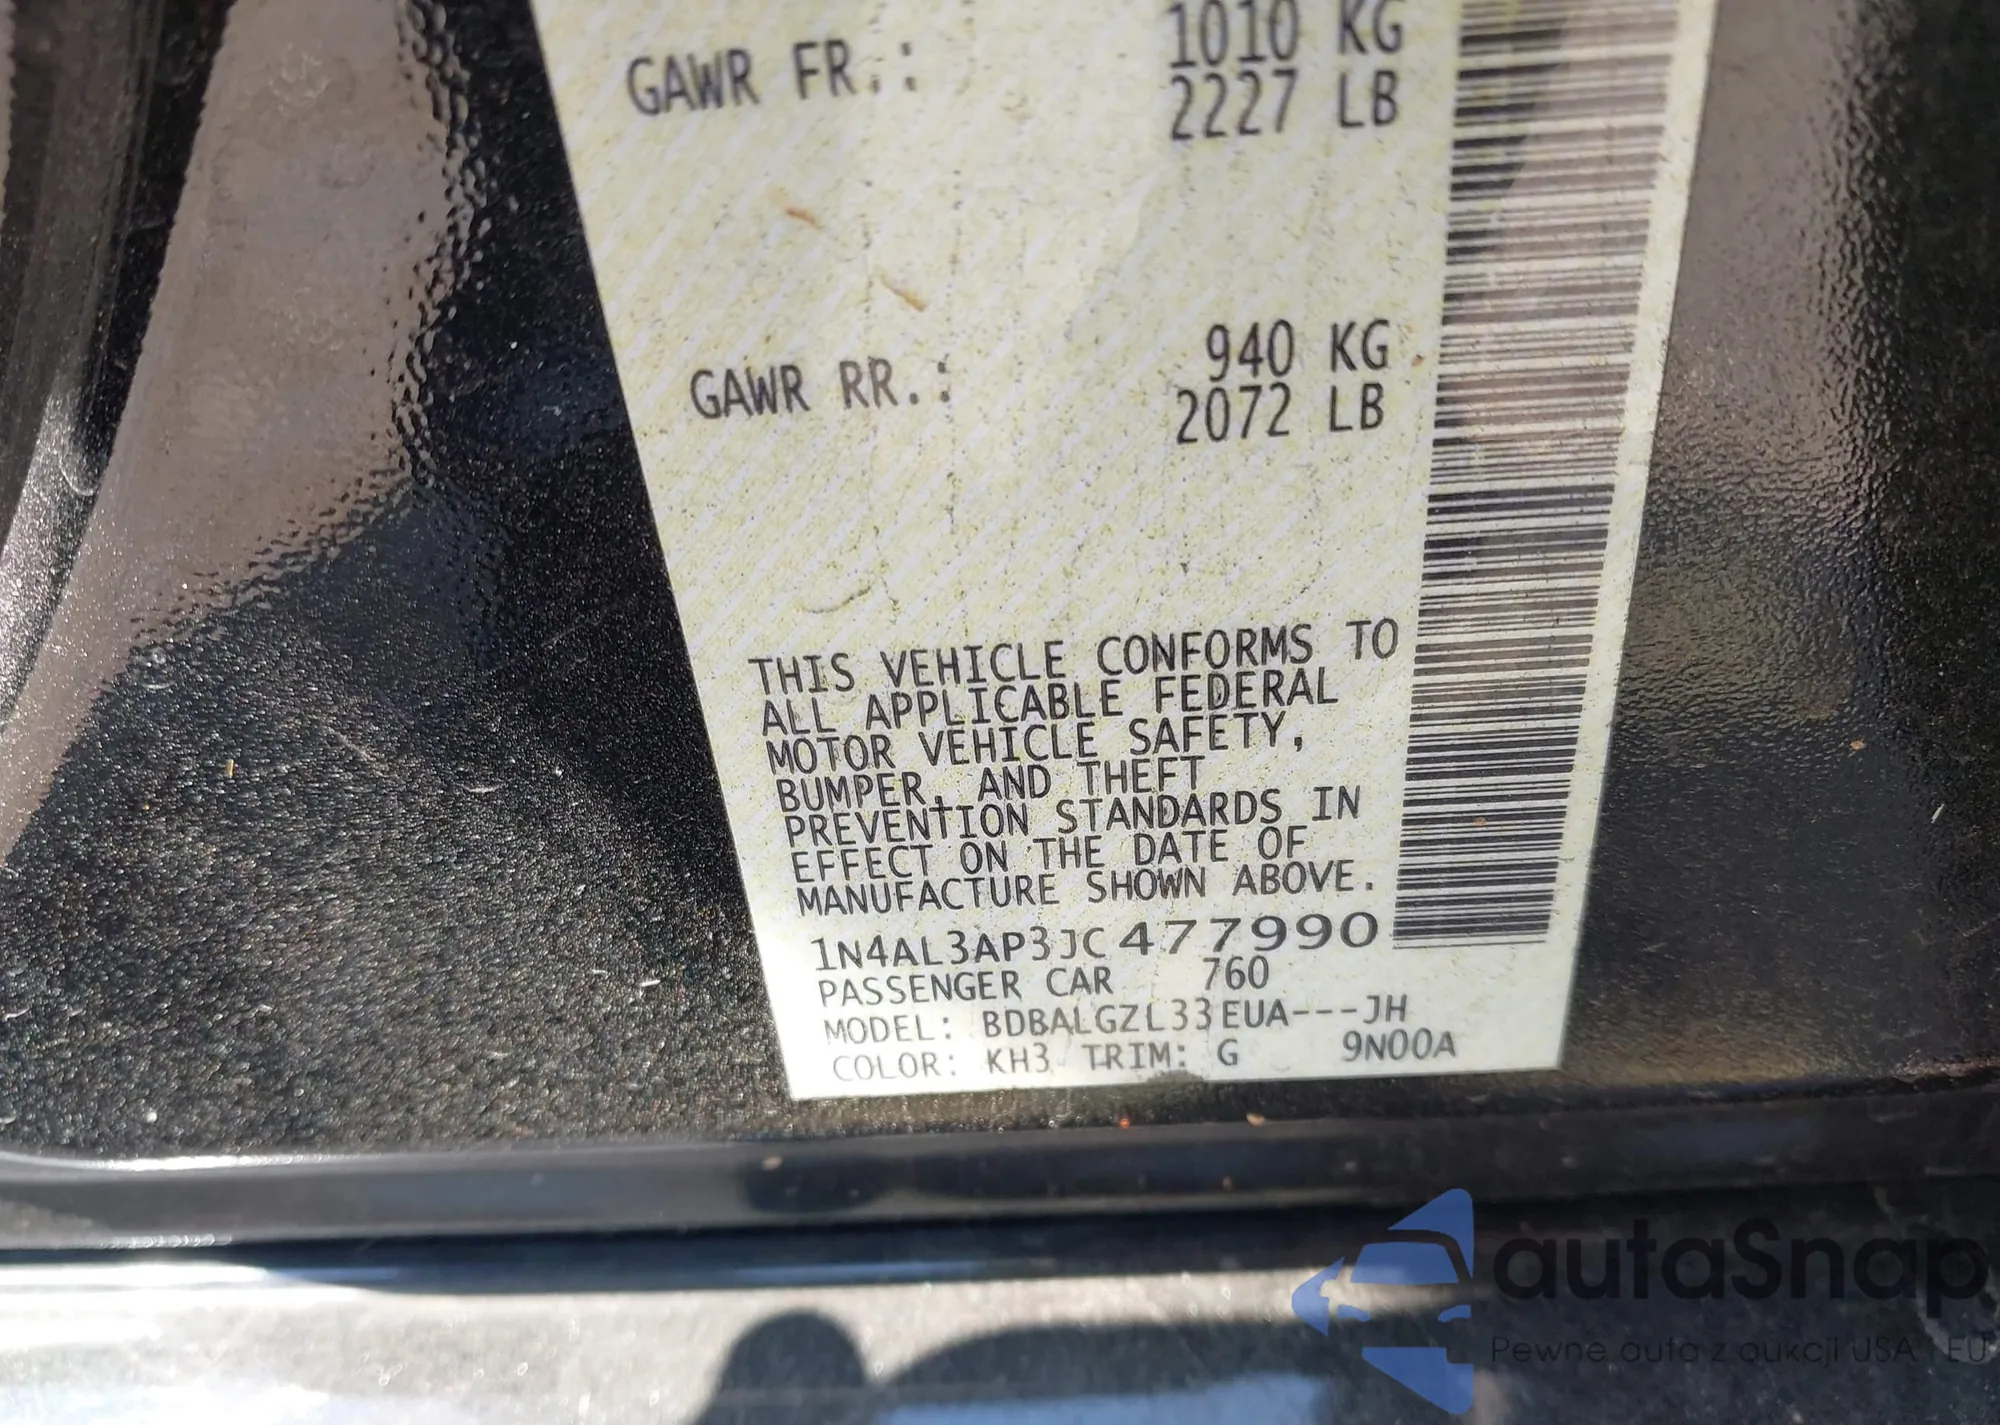 GAWR FR.: 1010 KG
2227 LB
GAWR RR.: 940 KG
2072 LB
THIS VEHICLE CONFORMS TO
ALL APPLICABLE FEDERAL
MOTOR VEHICLE SAFETY,
BUMPER, AND THEFT
PREVENTION STANDARDS IN
EFFECT ON THE DATE OF
MANUFACTURE SHOWN ABOVE.
1N4AL3AP3JC477990
PASSENGER CAR 760
MODEL: BDBALGZL33EUA---JH
COLOR: KH3 TRIM: G 9N00A
autaSnap
Pewne auta z aukcji USA i EU